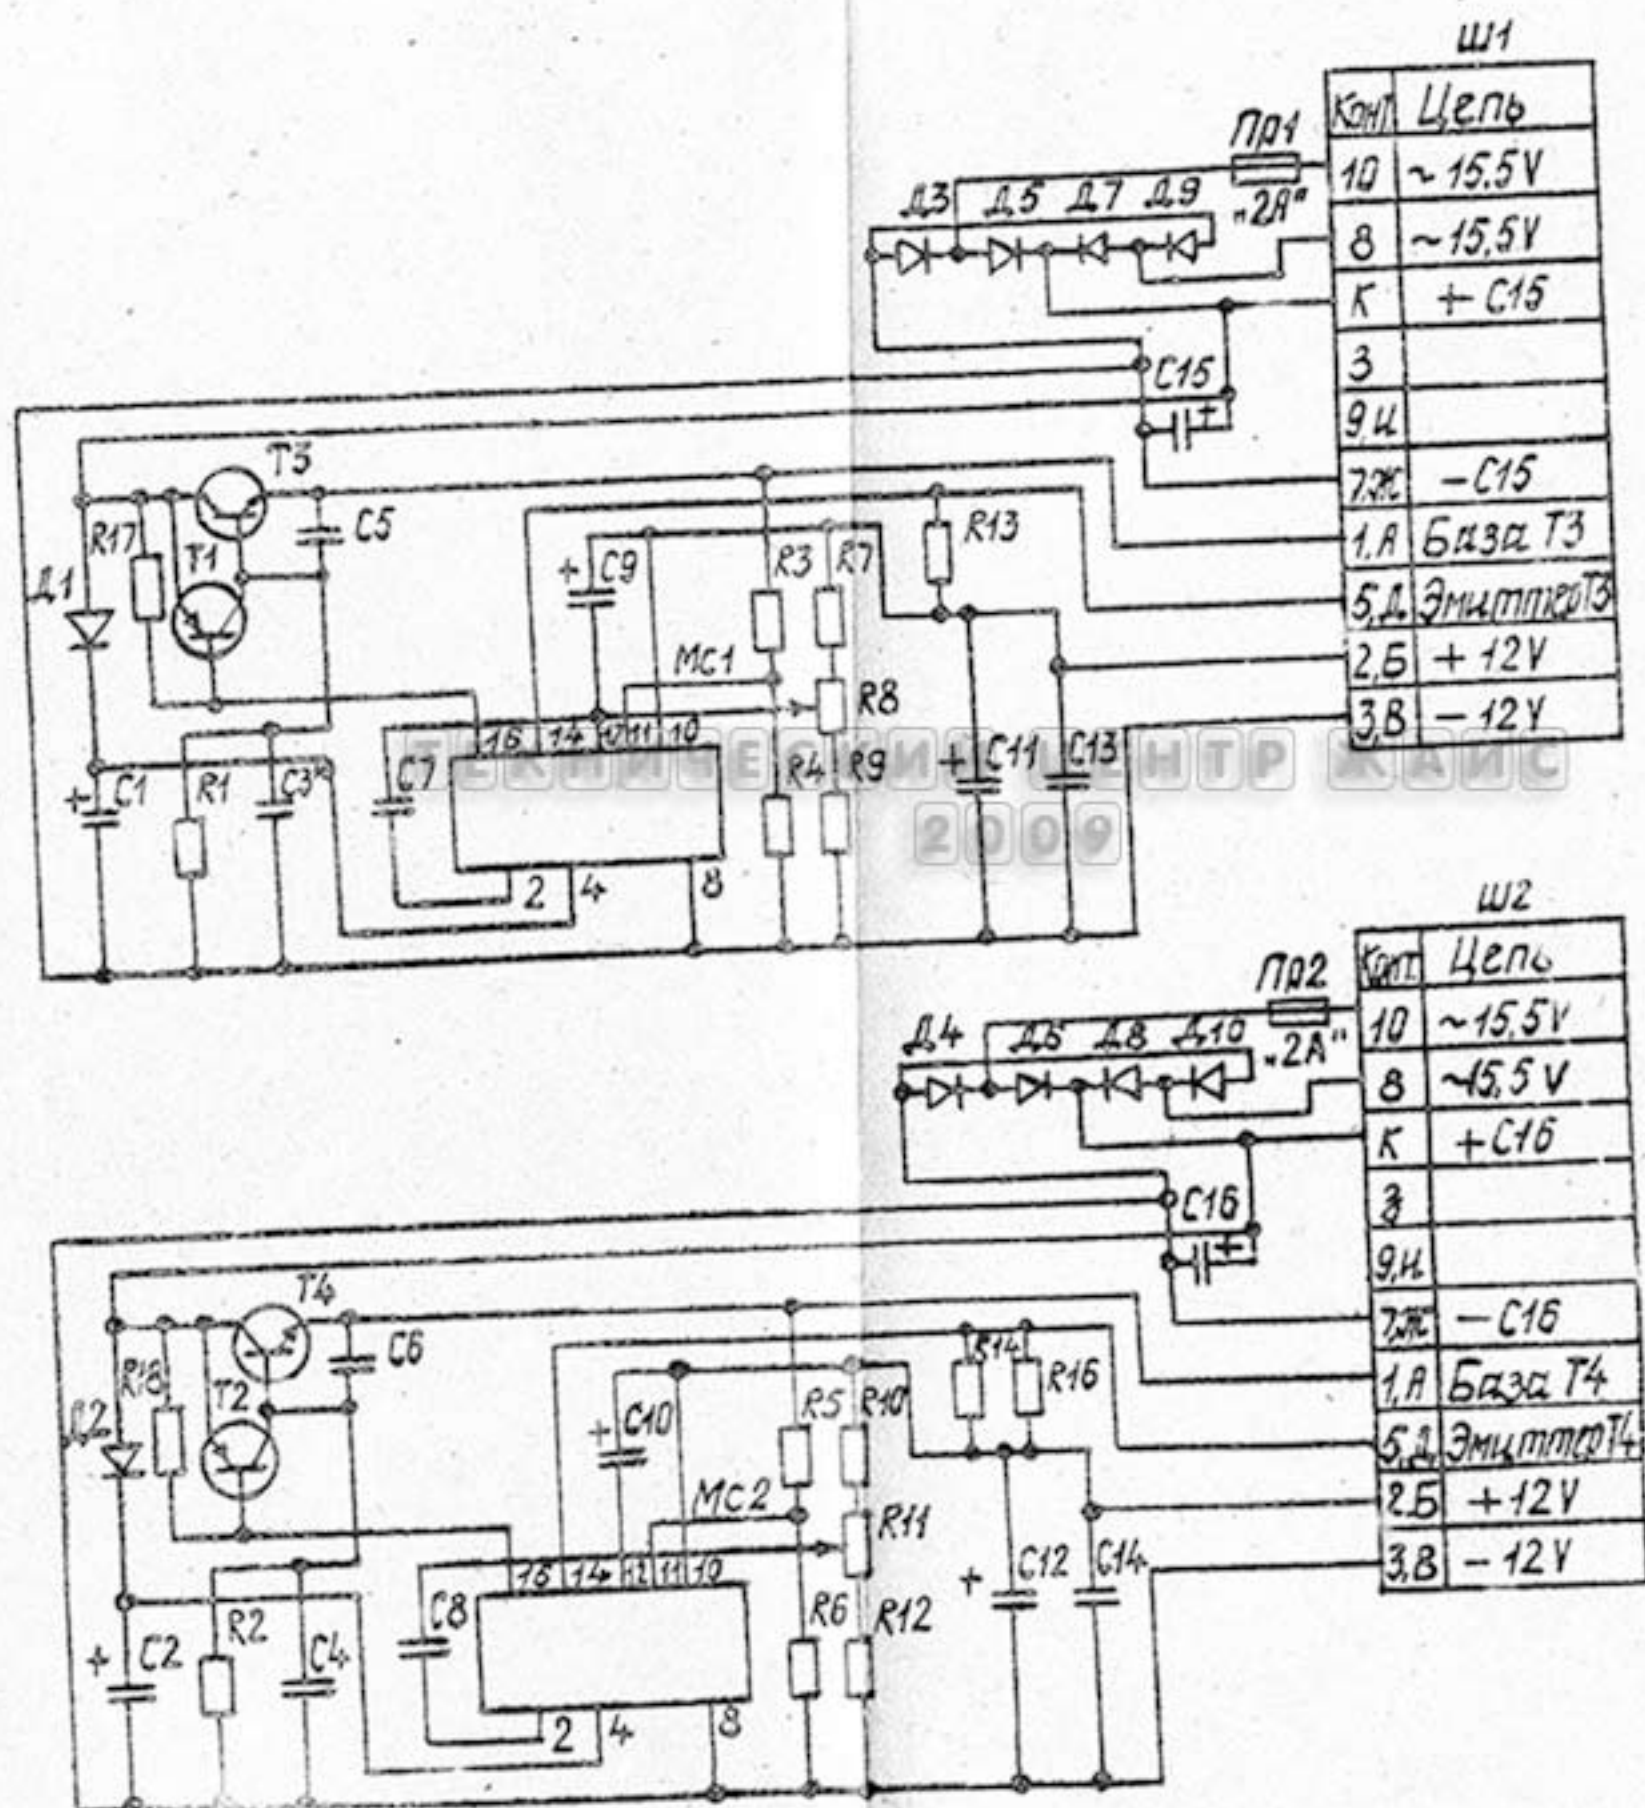 Ш1
Конт Цепь
Пр1
10 ~15.5V
„2А"
Д3 Д5 Д7 Д9
8 ~15,5V
К + С15
3
С15 +
9,И
7.Ж - С15
Т3
1.А База Т3
R17 С5
R13
Т1
+ С9 R3 R7
5,Д. Эмиттер Т3
Д1
МС1
2,Б + 12V
R8
3,В - 12V
16 14 12 11 10
ТЕХНИЧЕСКИЙ ЦЕНТР ЖАИС
2009
+ С1 R1 С3* С7 R4 R9 + С11 С13
2 4 8
Ш2
Конт. Цепь
Пр2
10 ~15.5V
„2А"
Д4 Д6 Д8 Д10
8 ~15,5V
К + С16
3
С16 +
9,И
7,Ж - С16
Т4
1,А База Т4
R18 С6
R14 R16
Т2
+ С10 R5 R10
5,Д. Эмиттер Т4
Д2
МС2
2.Б + 12V
R11
3,В - 12V
16 14 12 11 10
+ С2 R2 С4 С8 R6 R12 + С12 С14
2 4 8